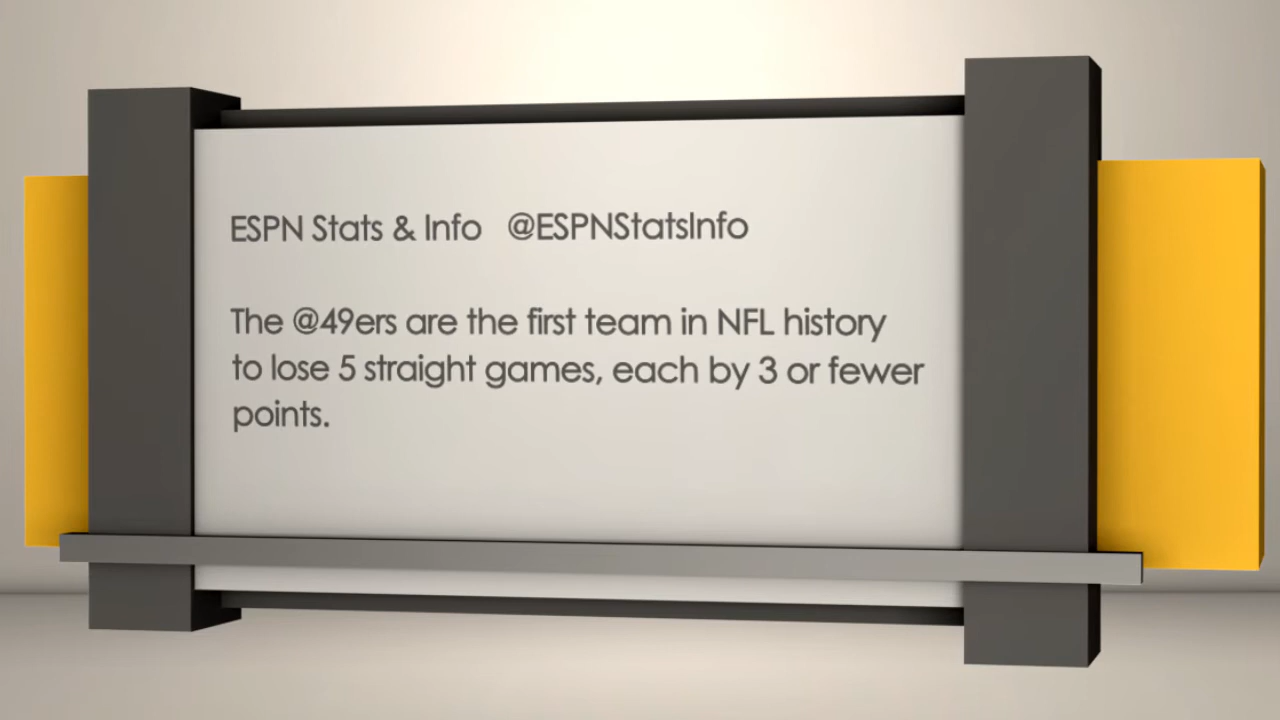 ESPN Stats & Info @ESPNStatsInfo
The @49ers are the first team in NFL history
to lose 5 straight games, each by 3 or fewer
points.